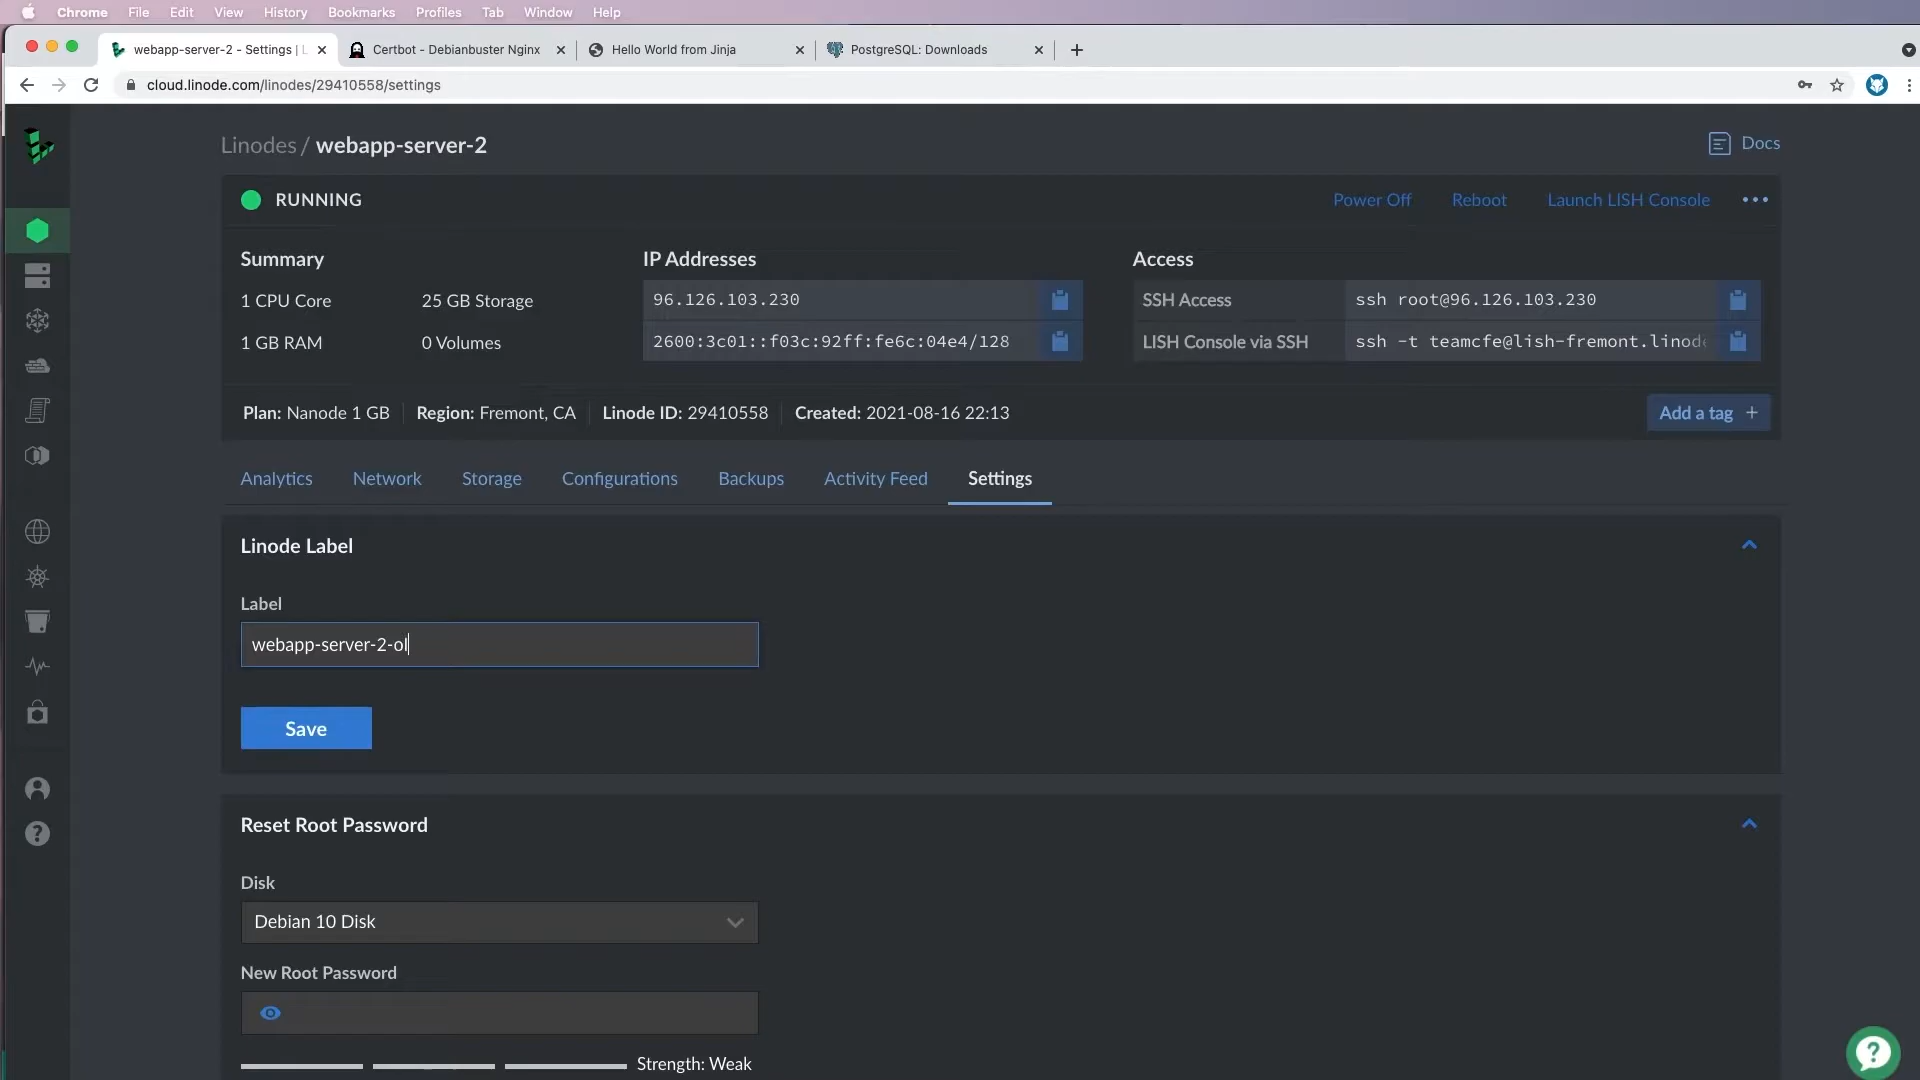 Chrome File Edit View History Bookmarks Profiles Tab Window Help
webapp-server-2 - Settings | L
Certbot - Debianbuster Nginx
Hello World from Jinja
PostgreSQL: Downloads
cloud.linode.com/linodes/29410558/settings
Linodes / webapp-server-2
Docs
RUNNING
Power Off Reboot Launch LISH Console
Summary
1 CPU Core 25 GB Storage
1 GB RAM 0 Volumes
IP Addresses
96.126.103.230
2600:3c01::f03c:92ff:fe6c:04e4/128
Access
SSH Access ssh root@96.126.103.230
LISH Console via SSH ssh -t teamcfe@lish-fremont.linode
Plan: Nanode 1 GB Region: Fremont, CA Linode ID: 29410558 Created: 2021-08-16 22:13
Add a tag +
Analytics Network Storage Configurations Backups Activity Feed Settings
Linode Label
Label
webapp-server-2-ol
Save
Reset Root Password
Disk
Debian 10 Disk
New Root Password
Strength: Weak